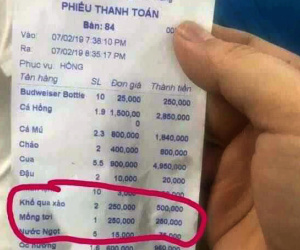 PHIẾU THANH TOÁN
Bàn: 84
Vào: 07/02/19 7:38:10 PM
Ra 07/02/19 8:35:17 PM
Phục vụ: HỒNG
Tên hàng SL Đơn giá Thành tiền
Budweiser Bottle 10 25,000 250,000
Cá Hồng 1.9 1,500,00 2,850,000
0
Cá Mú 2.3 800,000 1,840,000
Cháo 2 400,000 800,000
Cua 5.5 900,000 4,950,000
Đậu 2 10,000 20,000
Khổ qua xào 2 250,000 500,000
Mồng tơi 1 250,000 250,000
Nước Ngọt 5 15,000
1.6 600,000